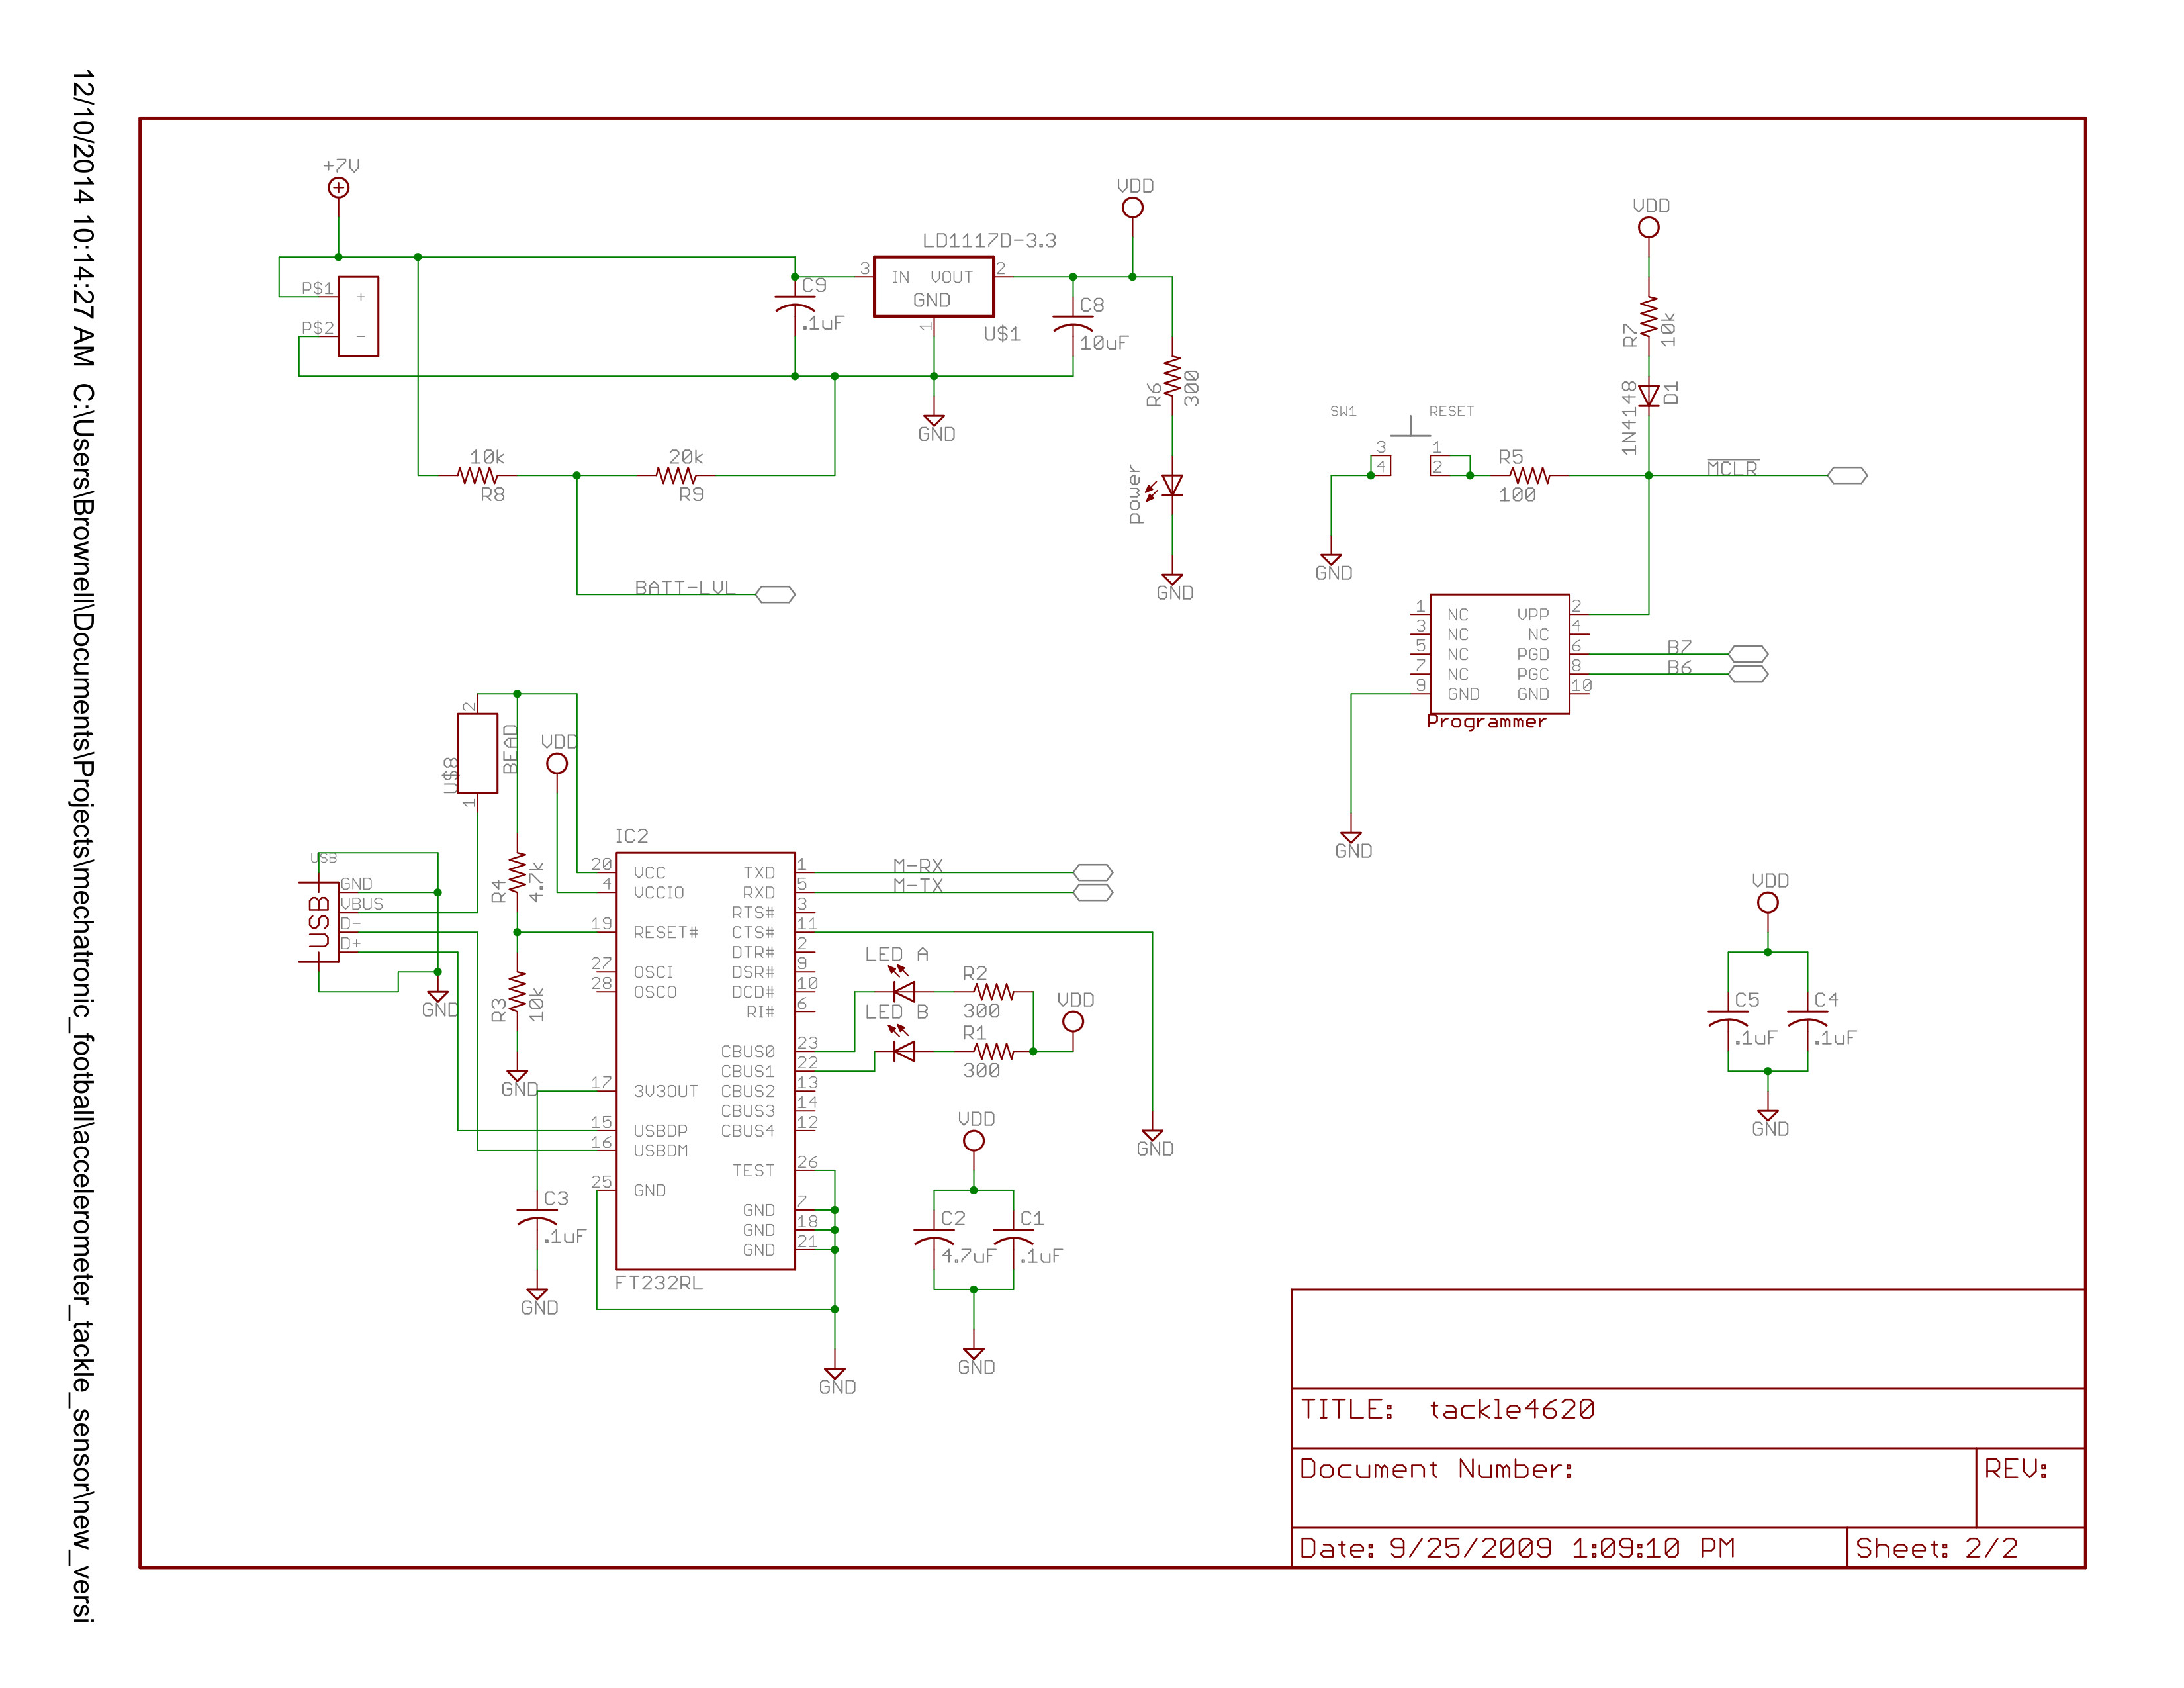 12/10/2014 10:14:27 AM C:\Users\Brownell\Documents\Projects\mechatronic_football\accelerometer_tackle_sensor\new_versi
+7V
P$1
+
P$2
-
C9
.1uF
LD1117D-3.3
3
IN VOUT
2
GND
1
U$1
VDD
C8
10uF
GND
R6
300
power
GND
10k
R8
20k
R9
BATT-LVL
VDD
R7
10k
1N4148
D1
SW1
RESET
3
4
1
2
R5
100
MCLR
GND
1 NC VPP 2
3 NC NC 4
5 NC PGD 6
7 NC PGC 8
9 GND GND 10
Programmer
B7
B6
GND
2
U$8
BEAD
1
VDD
USB
USB
GND
VBUS
D-
D+
GND
R4
4.7k
R3
10k
GND
IC2
20 VCC TXD 1
4 VCCIO RXD 5
RTS# 3
19 RESET# CTS# 11
DTR# 2
27 OSCI DSR# 9
28 OSCO DCD# 10
RI# 6
CBUS0 23
CBUS1 22
17 3V3OUT CBUS2 13
CBUS3 14
15 USBDP CBUS4 12
16 USBDM
TEST 26
25 GND
GND 7
GND 18
GND 21
FT232RL
M-RX
M-TX
LED A
R2
300
LED B
R1
300
VDD
GND
C3
.1uF
GND
GND
VDD
C2
4.7uF
C1
.1uF
GND
VDD
C5
.1uF
C4
.1uF
GND
TITLE: tackle4620
Document Number:
REV:
Date: 9/25/2009 1:09:10 PM
Sheet: 2/2